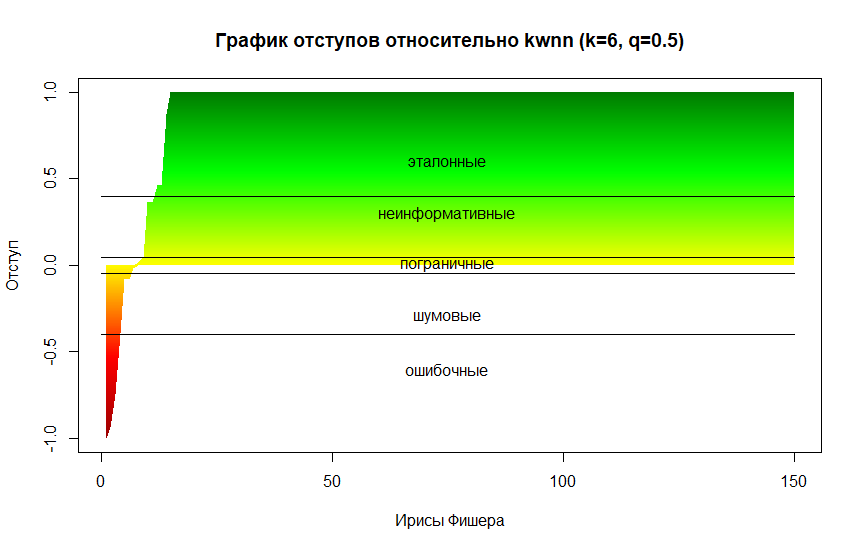 График отступов относительно kwnn (k=6, q=0.5)
Отступ
1.0
0.5
0.0
-0.5
-1.0
эталонные
неинформативные
пограничные
шумовые
ошибочные
0 50 100 150
Ирисы Фишера